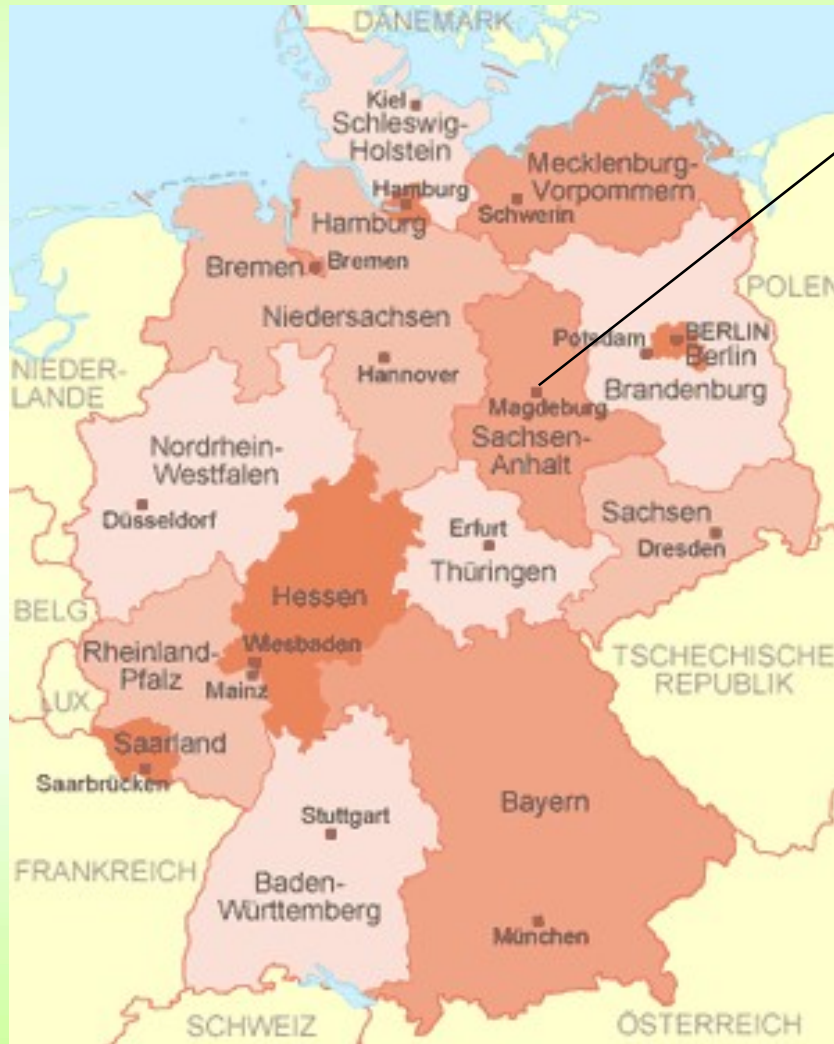 DÄNEMARK
Kiel
Schleswig-
Holstein
Mecklenburg-
Vorpommern
Schwerin
Hamburg
Hamburg
Bremen
Bremen
Niedersachsen
Hannover
POLEN
Potsdam
BERLIN
Berlin
Brandenburg
NIEDER-
LANDE
Magdeburg
Sachsen-
Anhalt
Nordrhein-
Westfalen
Düsseldorf
Sachsen
Dresden
Erfurt
Thüringen
Hessen
BELG
Wiesbaden
Rheinland-
Pfalz
Mainz
TSCHECHISCHE
REPUBLIK
LUX
Saarland
Saarbrücken
Bayern
Stuttgart
FRANKREICH
Baden-
Württemberg
München
SCHWEIZ
ÖSTERREICH